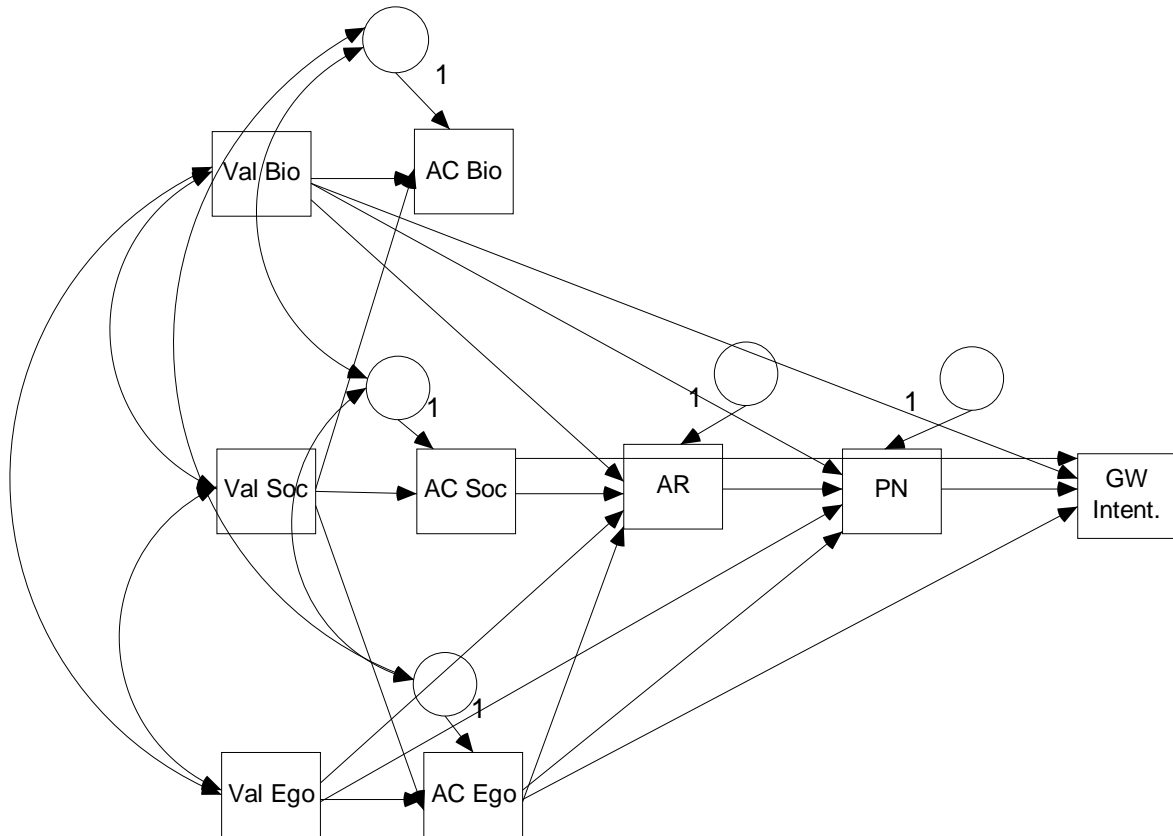 1
Val Bio
AC Bio
1
1
1
Val Soc
AC Soc
AR
PN
GW
Intent.
1
Val Ego
AC Ego